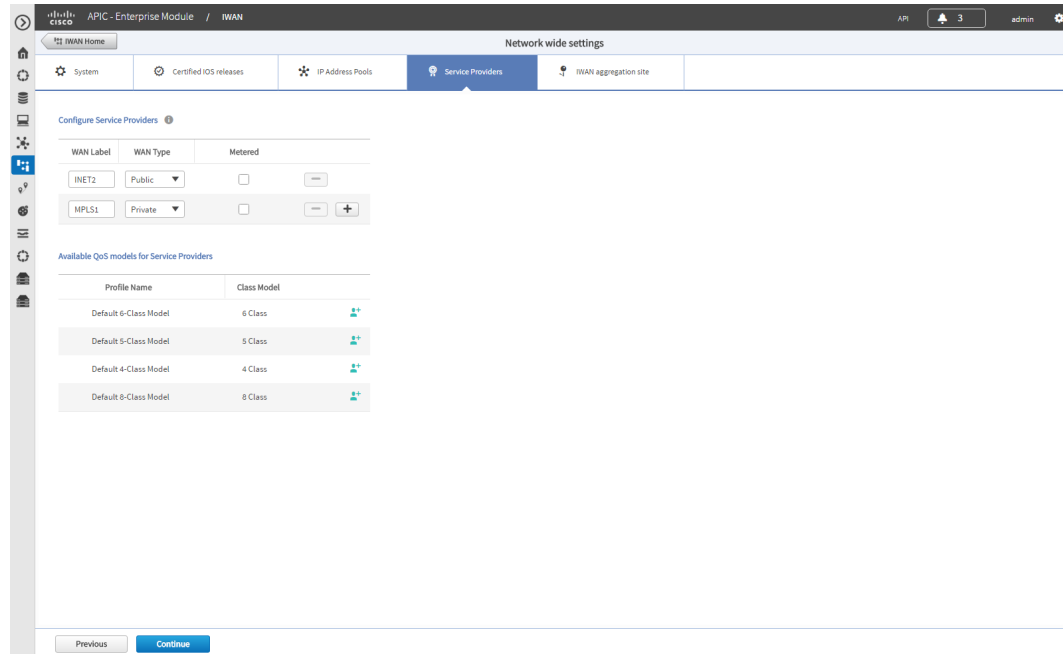 cisco APIC - Enterprise Module / IWAN API 3 admin
IWAN Home Network wide settings
System Certified IOS releases IP Address Pools Service Providers IWAN aggregation site
Configure Service Providers
WAN Label WAN Type Metered
INET2 Public
MPLS1 Private
Available QoS models for Service Providers
Profile Name Class Model
Default 6-Class Model 6 Class
Default 5-Class Model 5 Class
Default 4-Class Model 4 Class
Default 8-Class Model 8 Class
Previous Continue